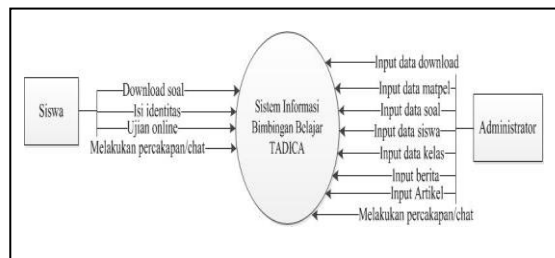 Siswa
Download soal
Isi identitas
Ujian online
Melakukan percakapan/chat
Sistem Informasi
Bimbingan Belajar
TADICA
Input data download
Input data matpel
Input data soal
Input data siswa
Input data kelas
Input berita
Input Artikel
Melakukan percakapan/chat
Administrator